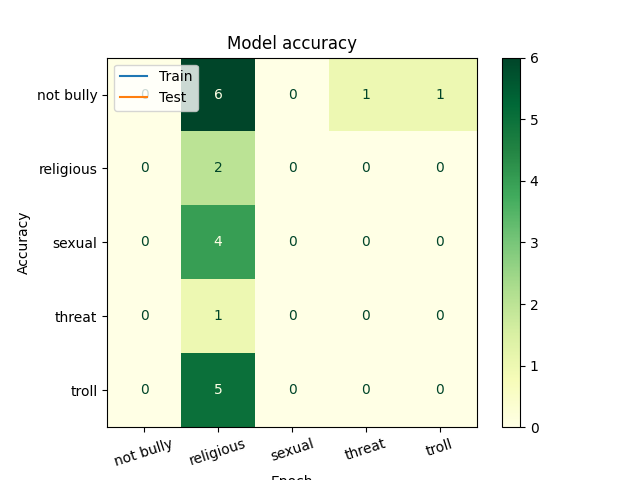 Model accuracy
Train
Test
not bully 0 6 0 1 1
religious 0 2 0 0 0
sexual 0 4 0 0 0
threat 0 1 0 0 0
troll 0 5 0 0 0
not bully religious sexual threat troll
Epoch
Accuracy
6
5
4
3
2
1
0